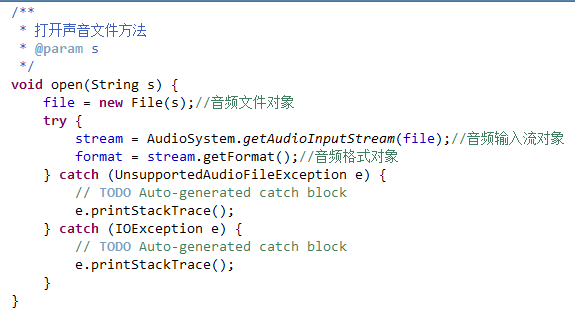 /**
 * 打开声音文件方法
 * @param s
 */
void open(String s) {
    file = new File(s);//音频文件对象
    try {
        stream = AudioSystem.getAudioInputStream(file);//音频输入流对象
        format = stream.getFormat();//音频格式对象
    } catch (UnsupportedAudioFileException e) {
        // TODO Auto-generated catch block
        e.printStackTrace();
    } catch (IOException e) {
        // TODO Auto-generated catch block
        e.printStackTrace();
    }
}